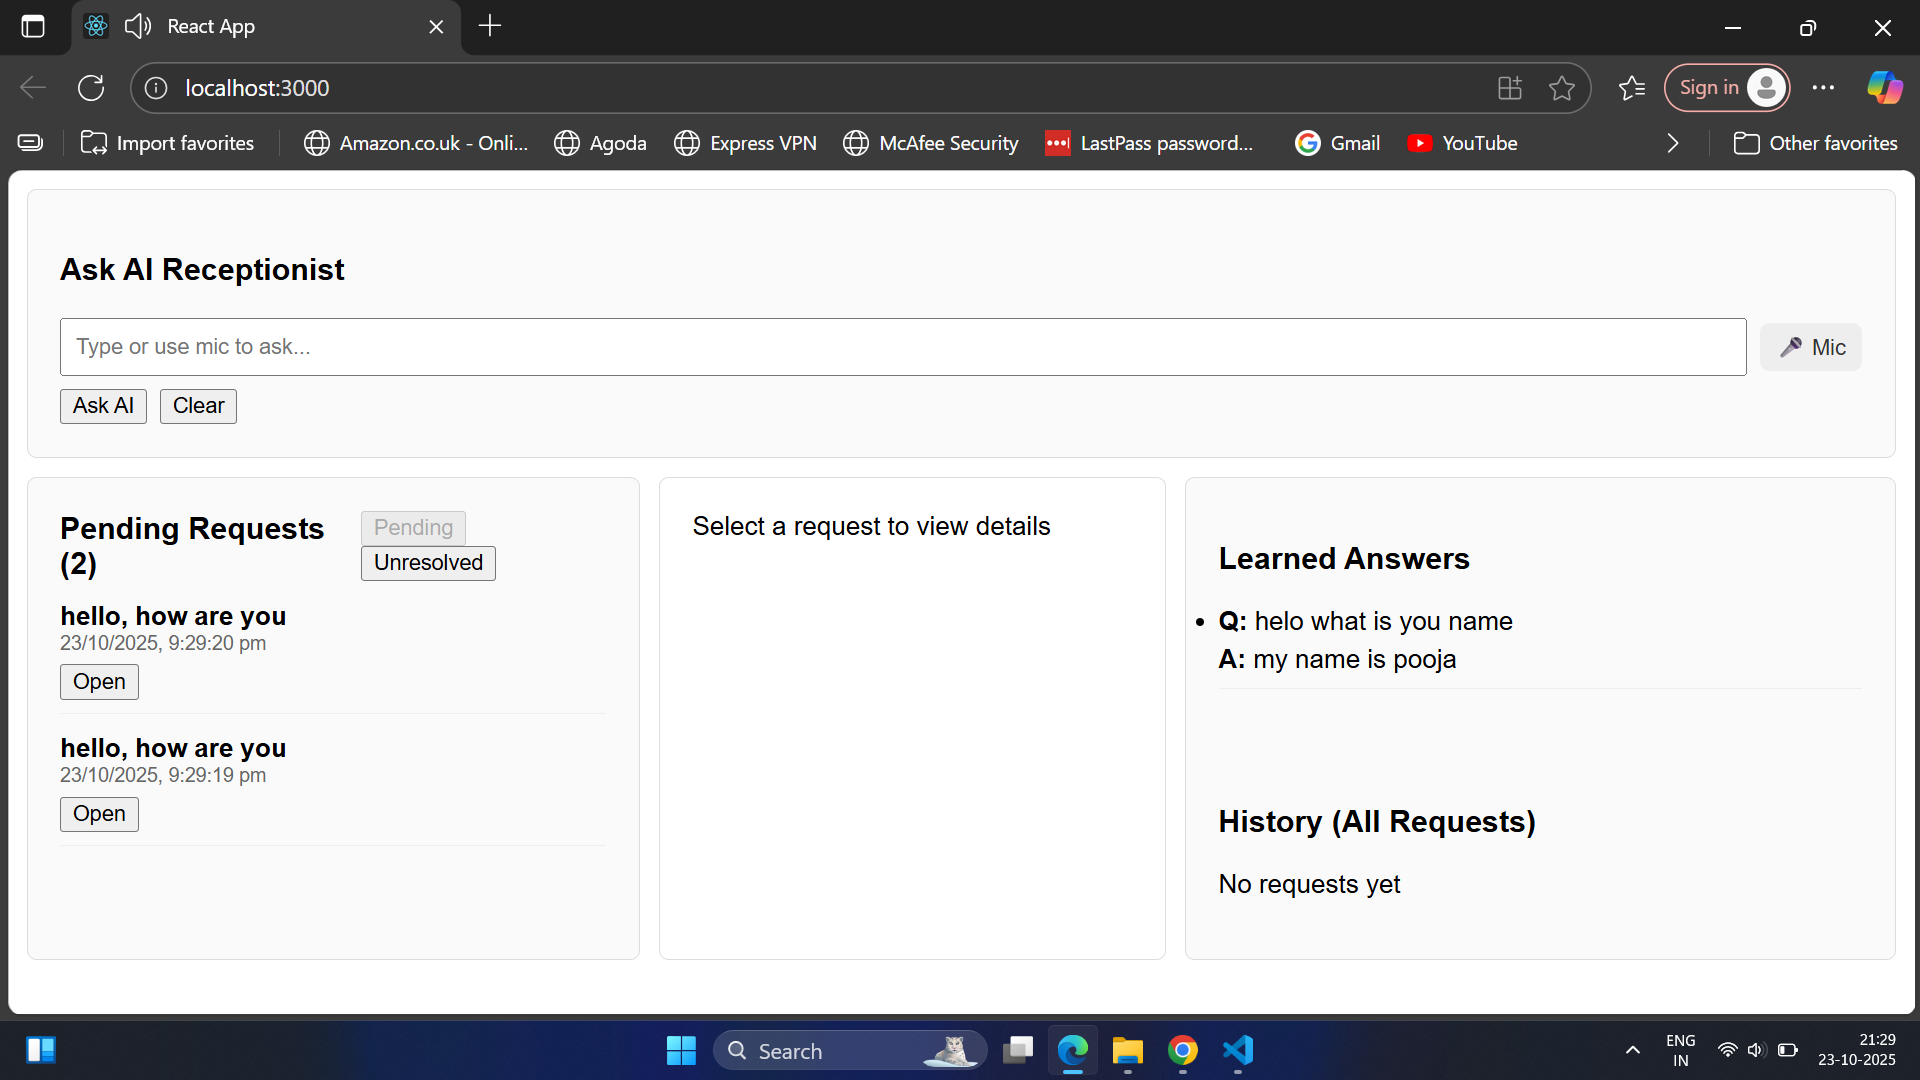 React App
localhost:3000
Sign in
Import favorites
Amazon.co.uk - Onli...
Agoda
Express VPN
McAfee Security
LastPass password...
Gmail
YouTube
Other favorites
Ask AI Receptionist
Type or use mic to ask...
Mic
Ask AI
Clear
Pending Requests
(2)
Pending
Unresolved
hello, how are you
23/10/2025, 9:29:20 pm
Open
hello, how are you
23/10/2025, 9:29:19 pm
Open
Select a request to view details
Learned Answers
Q: helo what is you name
A: my name is pooja
History (All Requests)
No requests yet
Search
ENG
IN
21:29
23-10-2025